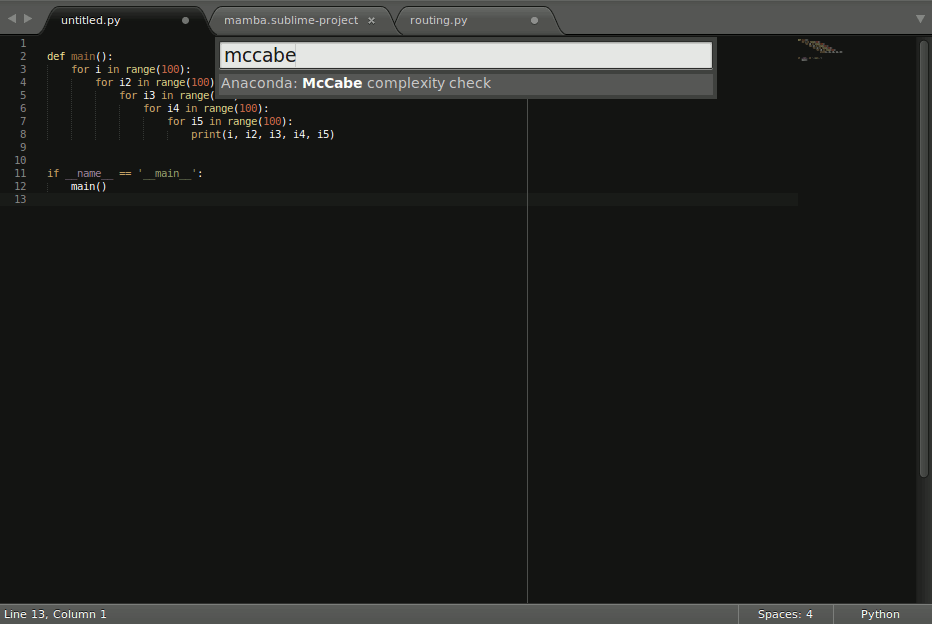 untitled.py
mamba.sublime-project ×
routing.py
mccabe
Anaconda: McCabe complexity check
1
2 def main():
3 for i in range(100):
4 for i2 in range(100)
5 for i3 in range(
6 for i4 in range(100):
7 for i5 in range(100):
8 print(i, i2, i3, i4, i5)
9
10
11 if __name__ == '__main__':
12 main()
13
Line 13, Column 1
Spaces: 4
Python